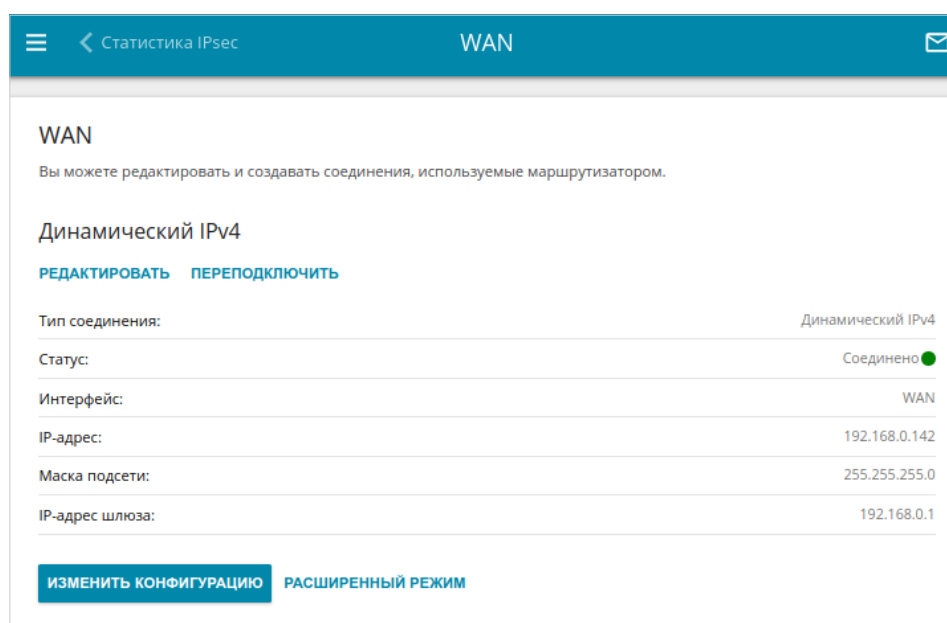 Статистика IPsec WAN
WAN
Вы можете редактировать и создавать соединения, используемые маршрутизатором.
Динамический IPv4
РЕДАКТИРОВАТЬ ПЕРЕПОДКЛЮЧИТЬ
Тип соединения: Динамический IPv4
Статус: Соединено
Интерфейс: WAN
IP-адрес: 192.168.0.142
Маска подсети: 255.255.255.0
IP-адрес шлюза: 192.168.0.1
ИЗМЕНИТЬ КОНФИГУРАЦИЮ РАСШИРЕННЫЙ РЕЖИМ